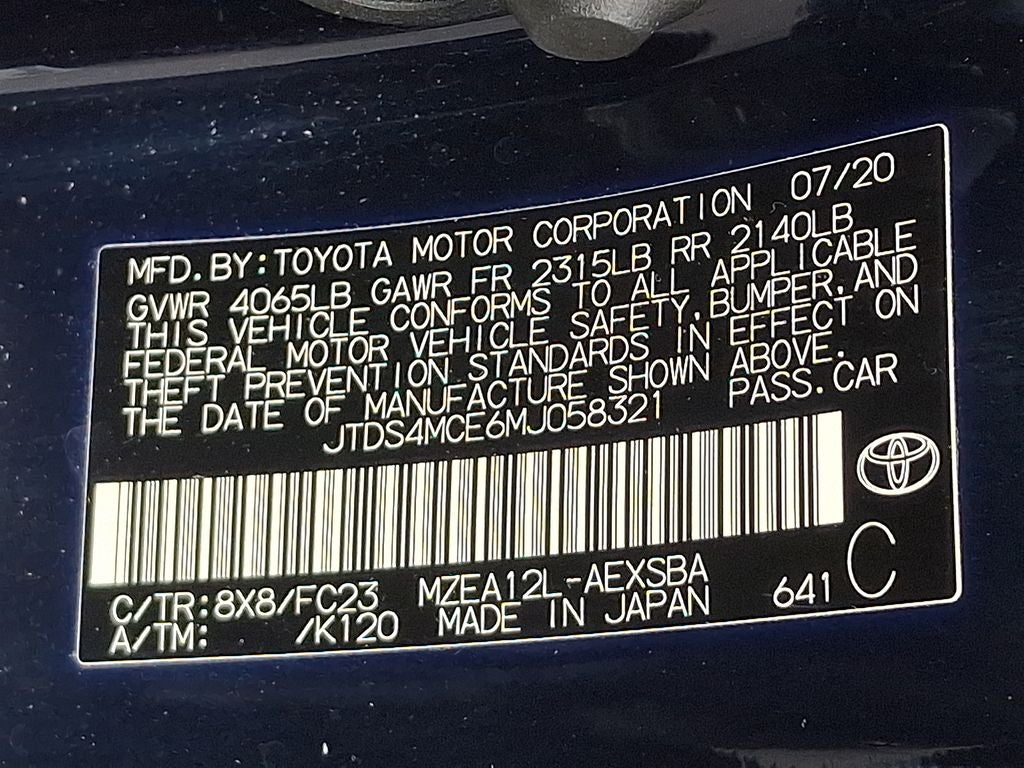 MFD.BY:TOYOTA MOTOR CORPORATION 07/20
GVWR 4065LB GAWR FR 2315LB RR 2140LB
THIS VEHICLE CONFORMS TO ALL APPLICABLE
FEDERAL MOTOR VEHICLE SAFETY,BUMPER,AND
THEFT PREVENTION STANDARDS IN EFFECT ON
THE DATE OF MANUFACTURE SHOWN ABOVE.
JTDS4MCE6MJ058321 PASS.CAR
C/TR:8X8/FC23 MZEA12L-AEXSBA
A/TM: /K120 MADE IN JAPAN 641 C